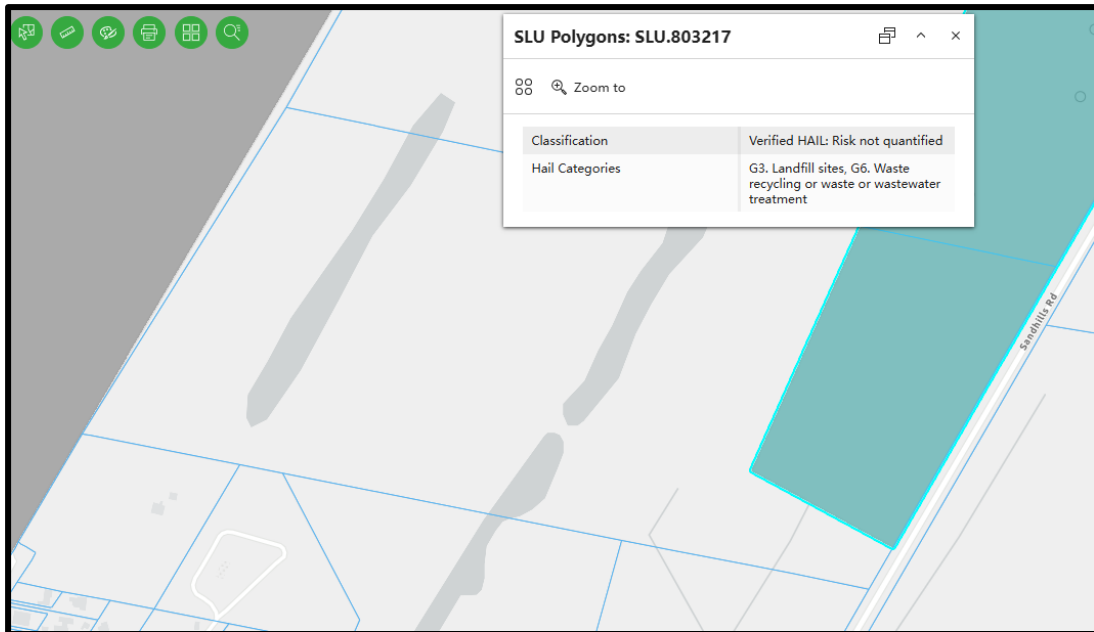 SLU Polygons: SLU.803217
Zoom to
Classification
Verified HAIL: Risk not quantified
Hail Categories
G3. Landfill sites, G6. Waste
recycling or waste or wastewater
treatment
Sandhills Rd